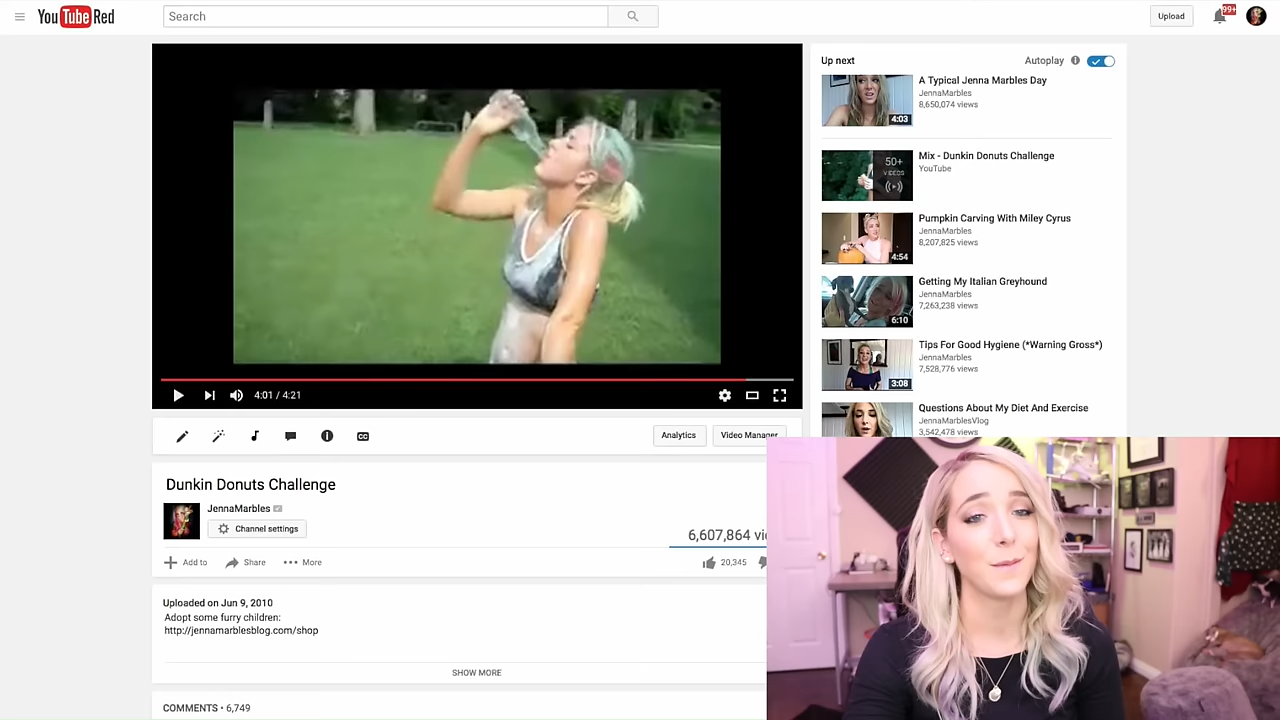 YouTube Red
Search
Upload
99+
Up next
Autoplay
A Typical Jenna Marbles Day
JennaMarbles
8,650,074 views
4:03
Mix - Dunkin Donuts Challenge
YouTube
50+
VIDEOS
Pumpkin Carving With Miley Cyrus
JennaMarbles
8,207,825 views
4:54
Getting My Italian Greyhound
JennaMarbles
7,263,238 views
6:10
Tips For Good Hygiene (*Warning Gross*)
JennaMarbles
7,528,776 views
3:08
Questions About My Diet And Exercise
JennaMarblesVlog
3,542,478 views
4:01 / 4:21
CC
Analytics
Video Manager
Dunkin Donuts Challenge
JennaMarbles
Channel settings
6,607,864 vie
Add to
Share
More
20,345
Uploaded on Jun 9, 2010
Adopt some furry children:
http://jennamarblesblog.com/shop
SHOW MORE
COMMENTS • 6,749